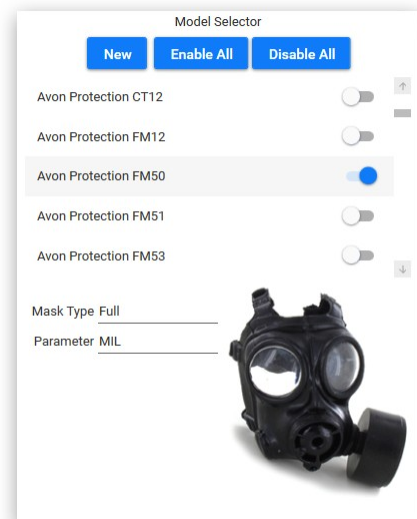 Model Selector
New Enable All Disable All
Avon Protection CT12
Avon Protection FM12
Avon Protection FM50
Avon Protection FM51
Avon Protection FM53
Mask Type Full
Parameter MIL